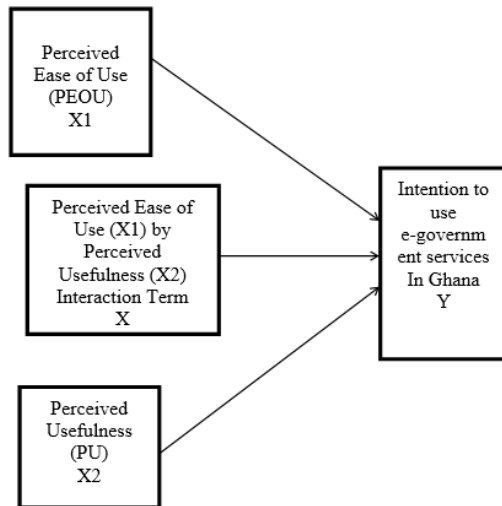 Perceived
Ease of Use
(PEOU)
X1
Perceived Ease of
Use (X1) by
Perceived
Usefulness (X2)
Interaction Term
X
Perceived
Usefulness
(PU)
X2
Intention to
use
e-governm
ent services
In Ghana
Y